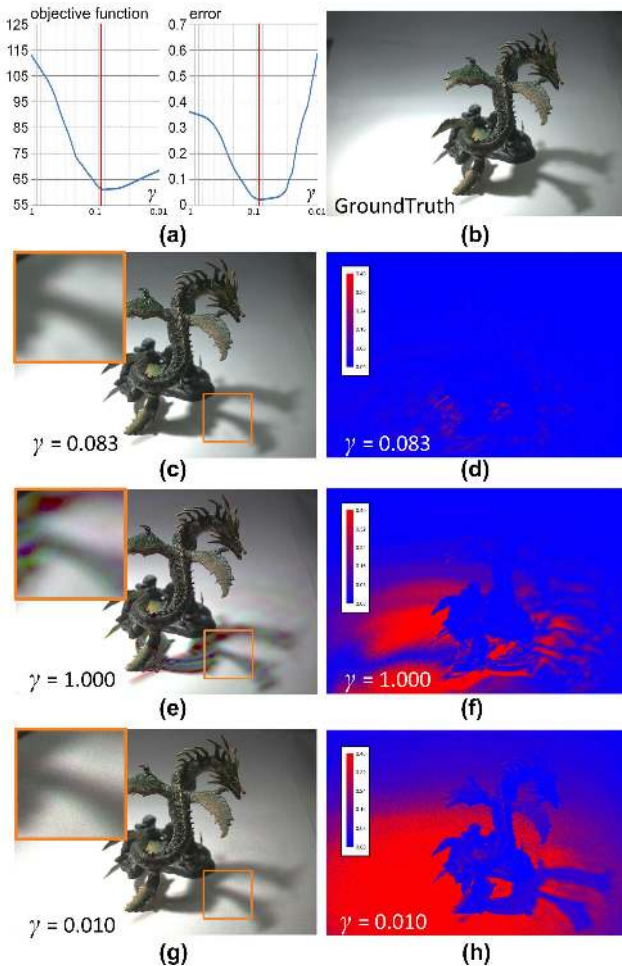 objective function
error
125
115
105
95
85
75
65
55
1
0.1
0.01
γ
0.7
0.6
0.5
0.4
0.3
0.2
0.1
0
1
0.1
0.01
γ
GroundTruth
(a)
(b)
γ = 0.083
γ = 0.083
(c)
(d)
γ = 1.000
γ = 1.000
(e)
(f)
γ = 0.010
γ = 0.010
(g)
(h)